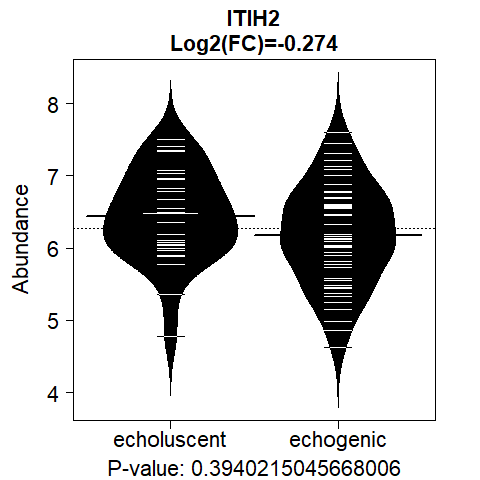 ITIH2
Log2(FC)=-0.274
Abundance
8
7
6
5
4
echoluscent echogenic
P-value: 0.3940215045668006